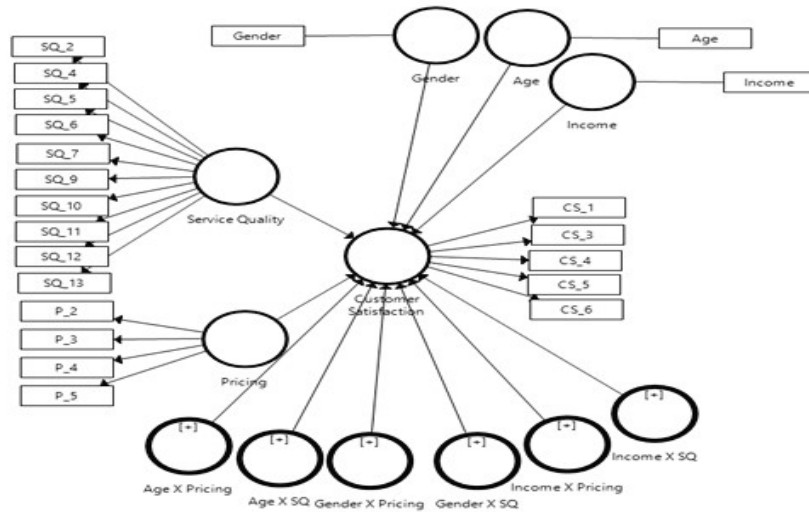 Gender
Gender
Age
Age
Income
Income
SQ_2
SQ_4
SQ_5
SQ_6
SQ_7
SQ_9
SQ_10
SQ_11
SQ_12
SQ_13
Service Quality
CS_1
CS_3
CS_4
CS_5
CS_6
Customer
Satisfaction
P_2
P_3
P_4
P_5
Pricing
[+]
Age X Pricing
[+]
Age X SQ
[+]
Gender X Pricing
[+]
Gender X SQ
[+]
Income X Pricing
[+]
Income X SQ